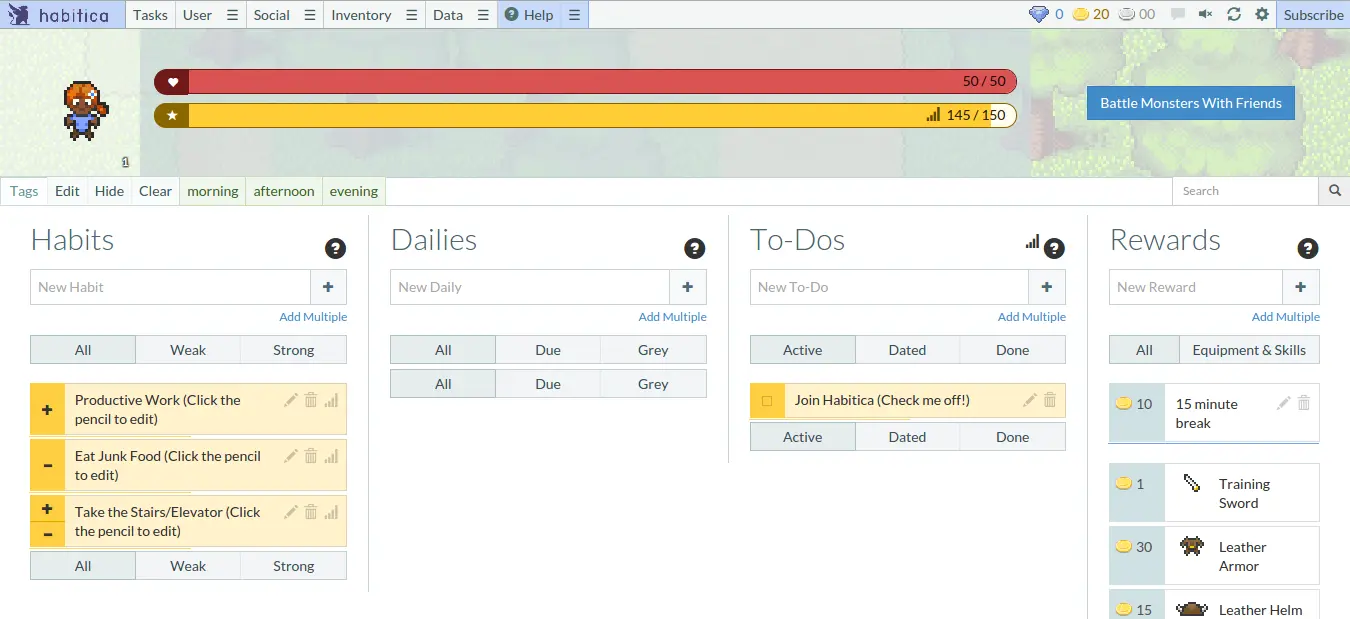 habitica Tasks User Social Inventory Data Help 0 20 00 Subscribe
50 / 50
145 / 150
Battle Monsters With Friends
1
Tags Edit Hide Clear morning afternoon evening Search
Habits
New Habit
Add Multiple
All Weak Strong
Productive Work (Click the
pencil to edit)
Eat Junk Food (Click the pencil
to edit)
Take the Stairs/Elevator (Click
the pencil to edit)
All Weak Strong
Dailies
New Daily
Add Multiple
All Due Grey
All Due Grey
To-Dos
New To-Do
Add Multiple
Active Dated Done
Join Habitica (Check me off!)
Active Dated Done
Rewards
New Reward
Add Multiple
All Equipment & Skills
10 15 minute
break
1 Training
Sword
30 Leather
Armor
15 Leather Helm